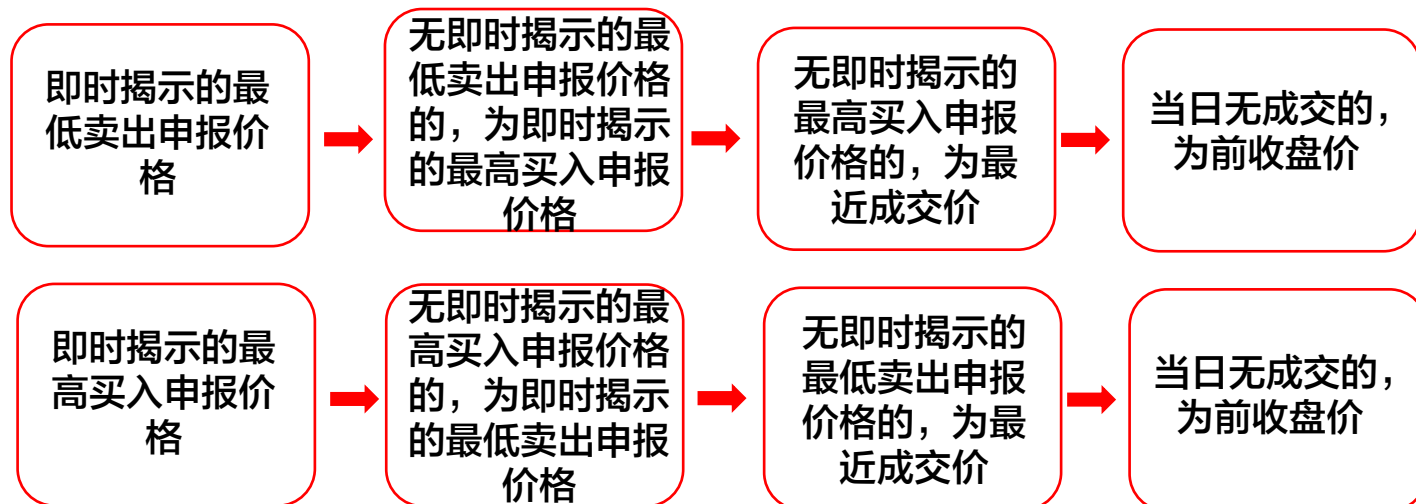 即时揭示的最
低卖出申报价
格
无即时揭示的最
低卖出申报价格
的，为即时揭示
的最高买入申报
价格
无即时揭示的
最高买入申报
价格的，为最
近成交价
当日无成交的，
为前收盘价
即时揭示的最
高买入申报价
格
无即时揭示的最
高买入申报价格
的，为即时揭示
的最低卖出申报
价格
无即时揭示的
最低卖出申报
价格的，为最
近成交价
当日无成交的，
为前收盘价